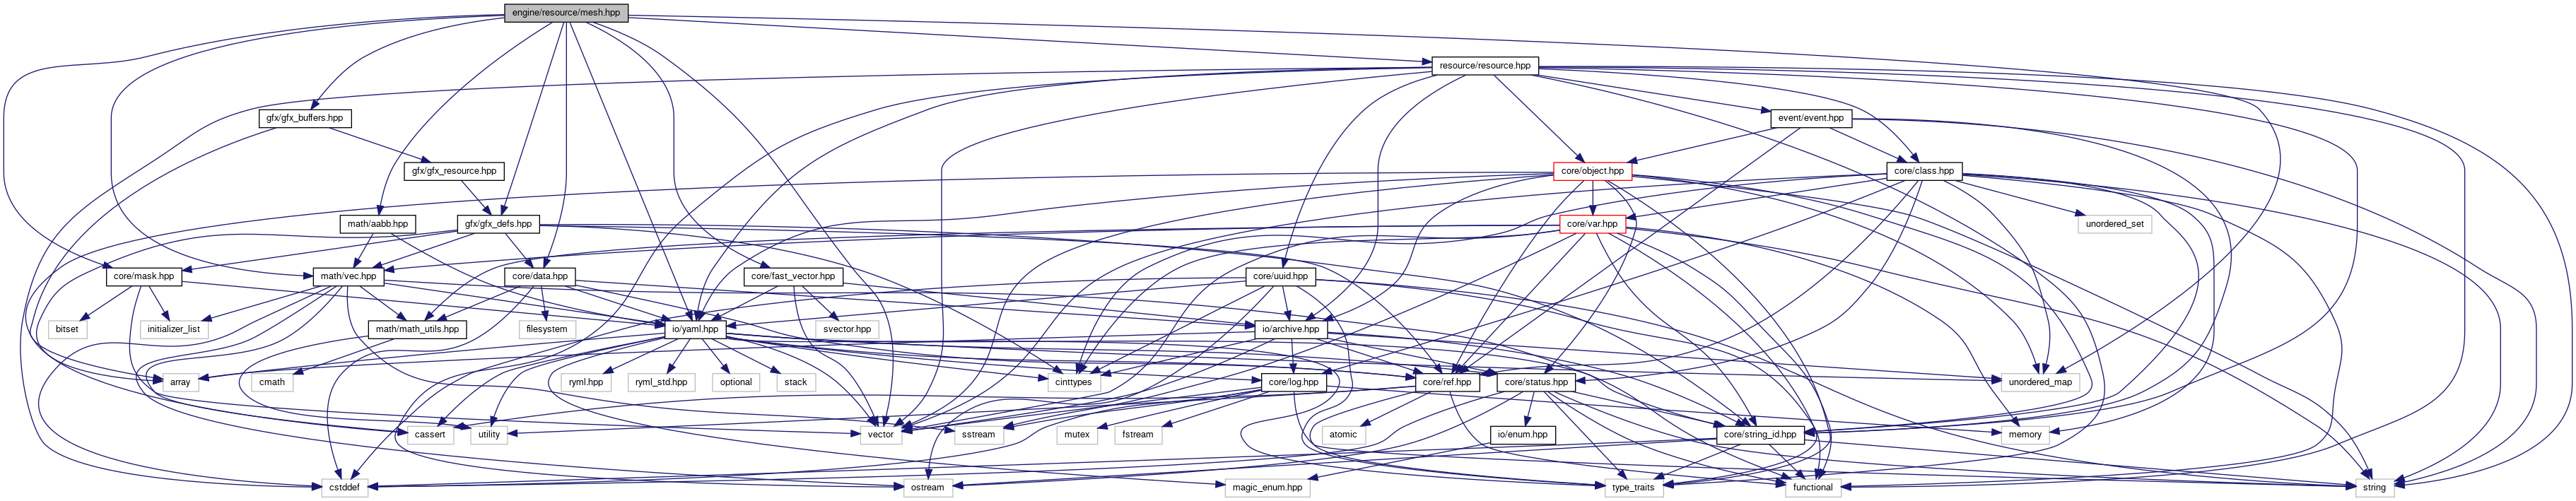 engine/resource/mesh.hpp
resource/resource.hpp
gfx/gfx_buffers.hpp
event/event.hpp
gfx/gfx_resource.hpp
core/object.hpp
core/class.hpp
math/aabb.hpp
gfx/gfx_defs.hpp
core/var.hpp
unordered_set
core/mask.hpp
math/vec.hpp
core/data.hpp
core/fast_vector.hpp
core/uuid.hpp
bitset
initializer_list
math/math_utils.hpp
filesystem
io/yaml.hpp
svector.hpp
io/archive.hpp
array
cmath
ryml.hpp
ryml_std.hpp
optional
stack
cinttypes
core/log.hpp
core/ref.hpp
core/status.hpp
unordered_map
cassert
utility
vector
sstream
mutex
fstream
atomic
io/enum.hpp
core/string_id.hpp
memory
cstddef
ostream
magic_enum.hpp
type_traits
functional
string